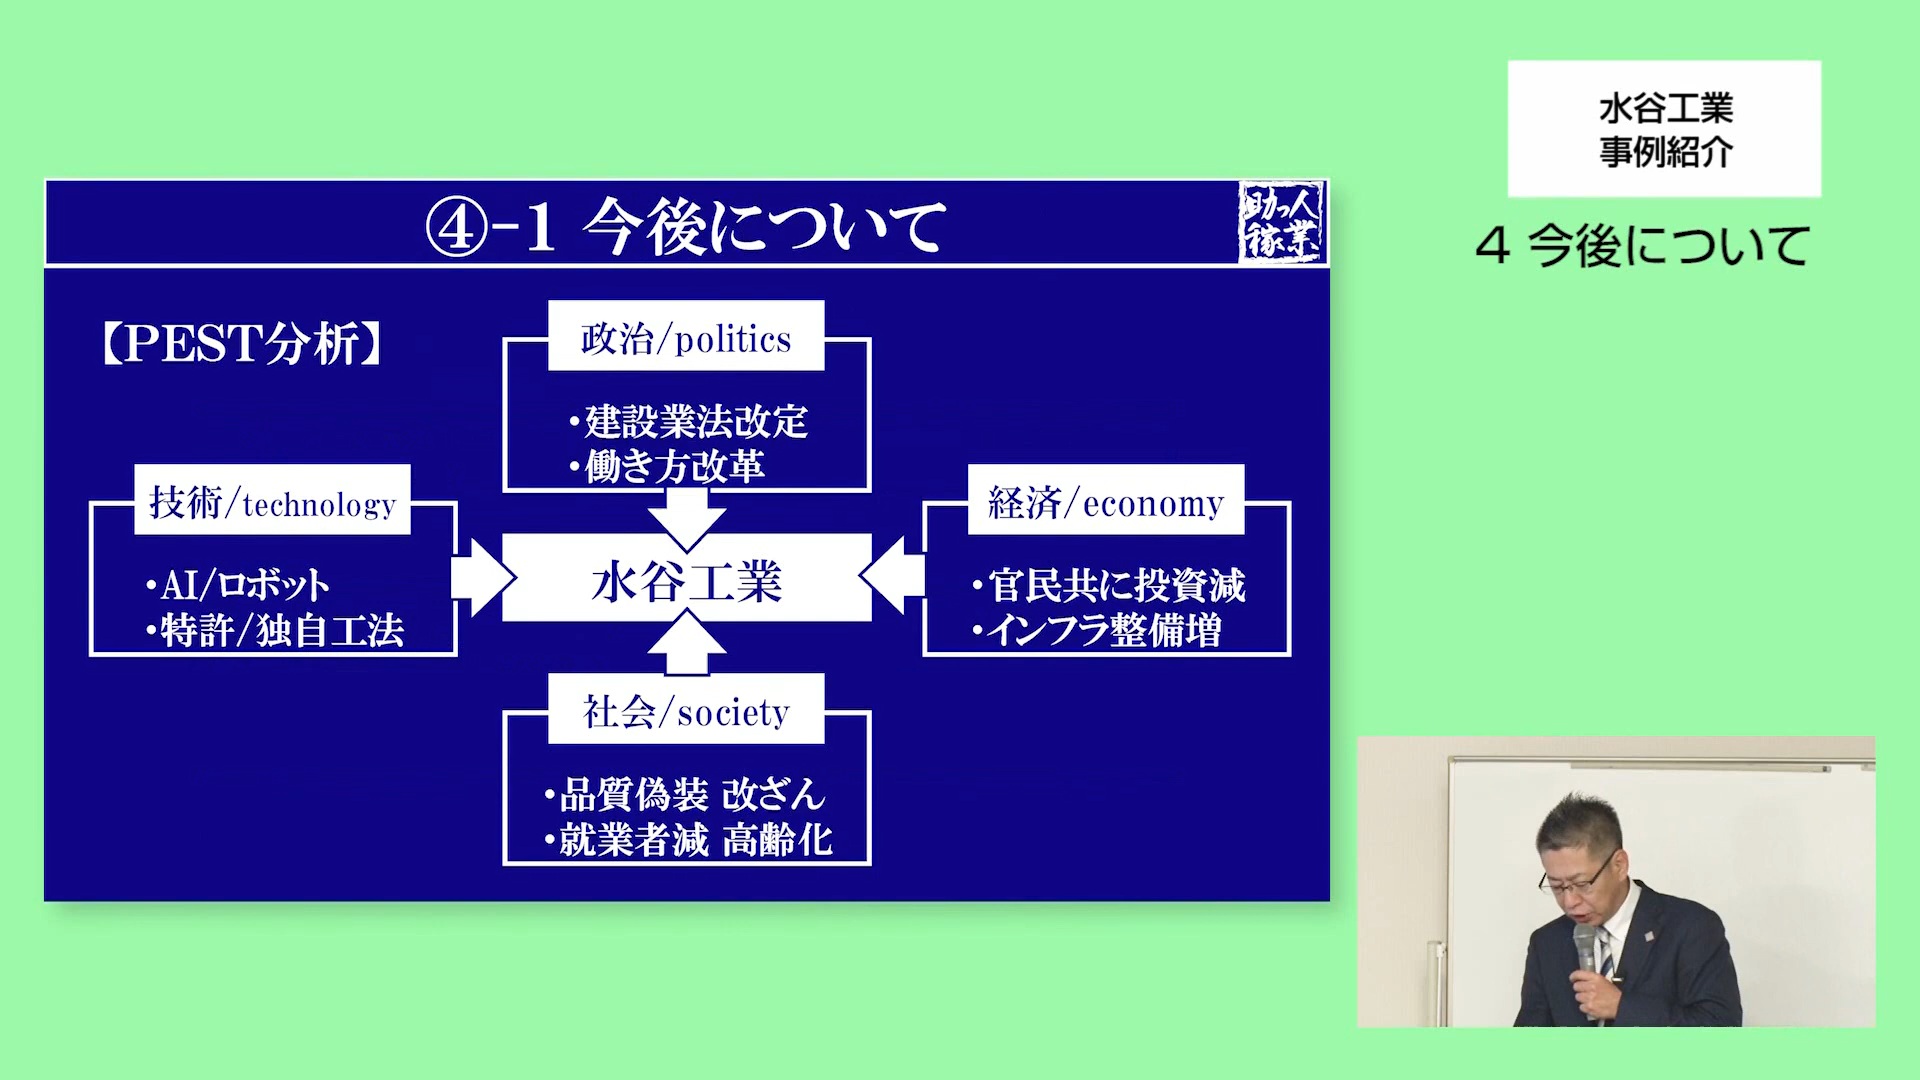 水谷工業
事例紹介
4 今後について
④-1 今後について
助っ人
稼業
【PEST分析】
政治/politics
・建設業法改定
・働き方改革
技術/technology
・AI/ロボット
・特許/独自工法
水谷工業
経済/economy
・官民共に投資減
・インフラ整備増
社会/society
・品質偽装 改ざん
・就業者減 高齢化